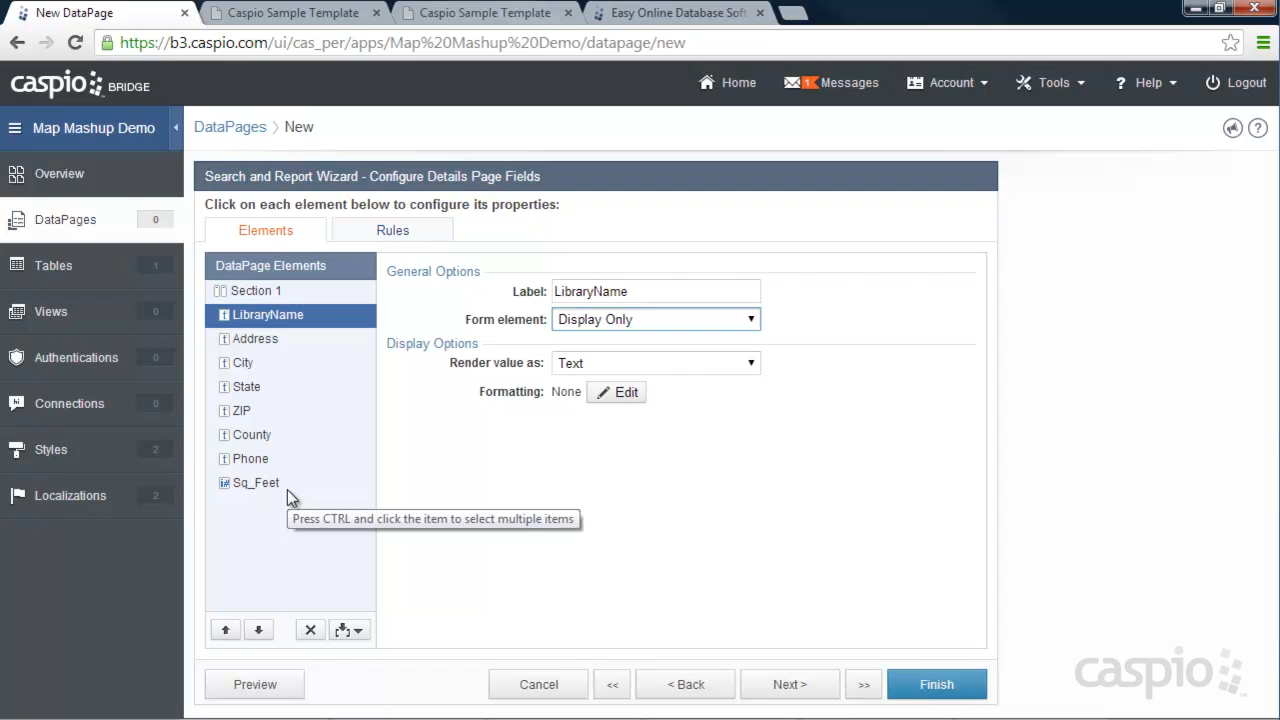 New DataPage
Caspio Sample Template
Caspio Sample Template
Easy Online Database Soft
https://b3.caspio.com/ui/cas_per/apps/Map%20Mashup%20Demo/datapage/new
caspio BRIDGE
Home
1 Messages
Account
Tools
? Help
Logout
Map Mashup Demo
DataPages 〉 New
?
Overview
DataPages 0
Tables 1
Views 0
Authentications 0
hi Connections 0
Styles 2
Localizations 2
Search and Report Wizard - Configure Details Page Fields
Click on each element below to configure its properties:
Elements
Rules
DataPage Elements
Section 1
t LibraryName
t Address
t City
t State
t ZIP
t County
t Phone
i# Sq_Feet
General Options
Label: LibraryName
Form element: Display Only
Display Options
Render value as: Text
Formatting: None Edit
Press CTRL and click the item to select multiple items
Preview
Cancel
<<
< Back
Next >
>>
Finish
caspio